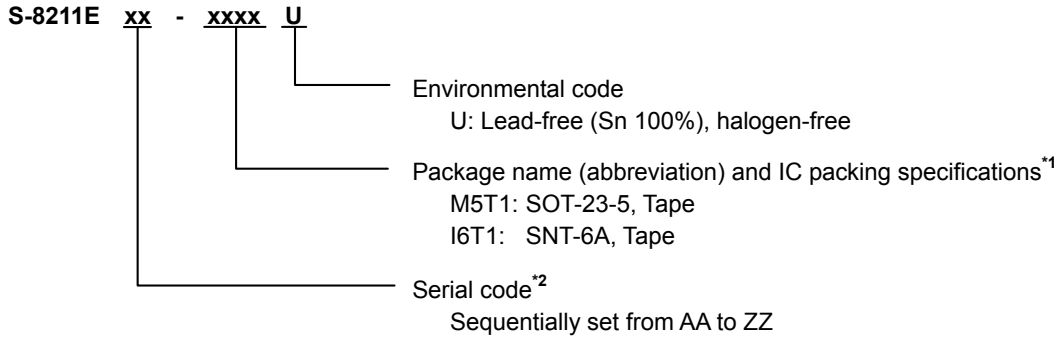 S-8211E xx - xxxx U
Environmental code
U: Lead-free (Sn 100%), halogen-free
Package name (abbreviation) and IC packing specifications*1
M5T1: SOT-23-5, Tape
I6T1: SNT-6A, Tape
Serial code*2
Sequentially set from AA to ZZ